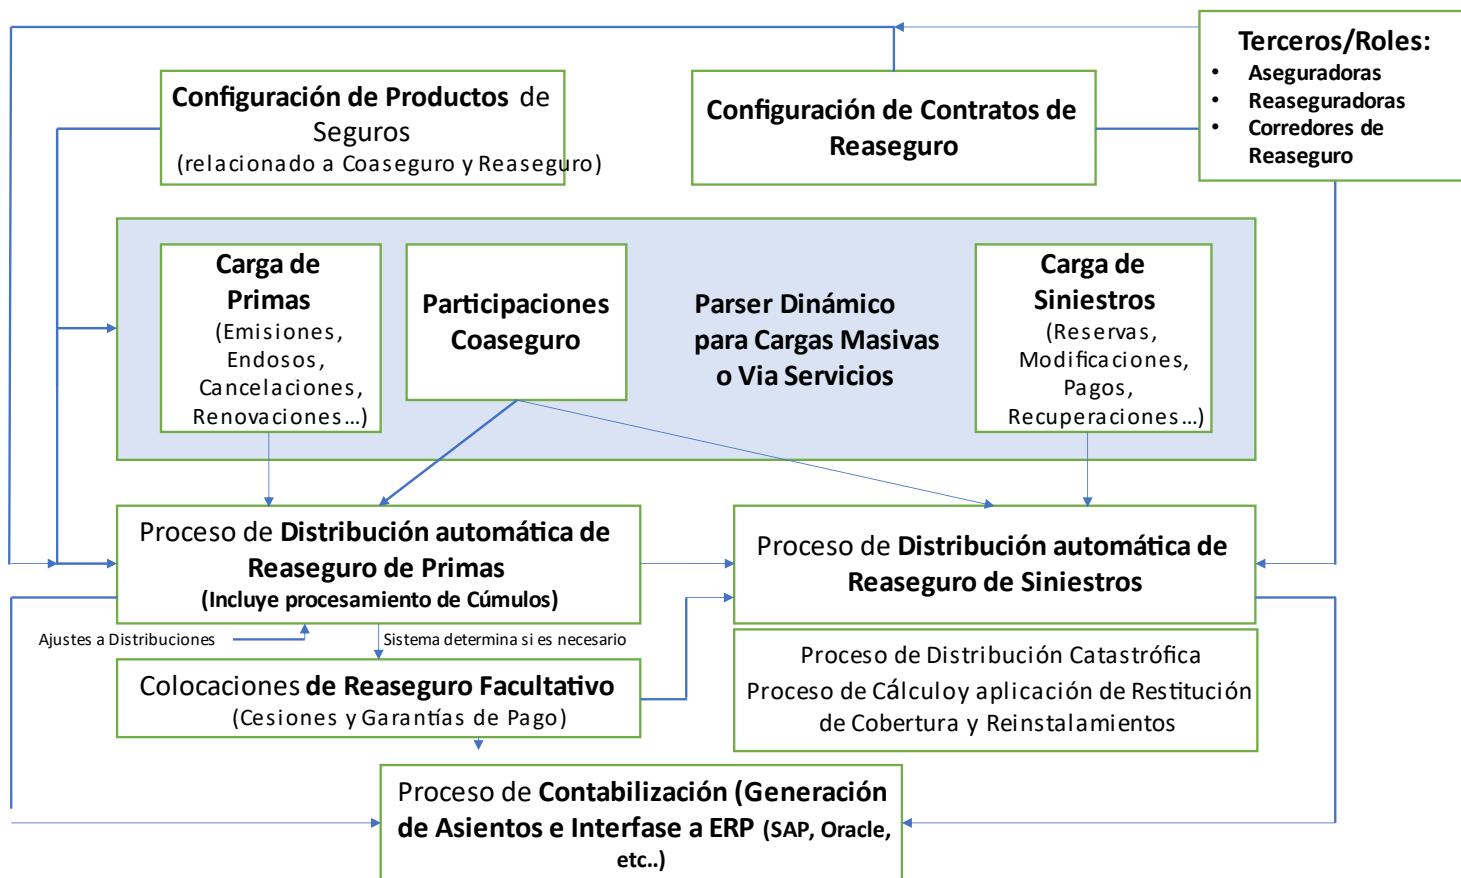 Terceros/Roles:
• Aseguradoras
• Reaseguradoras
• Corredores de
Reaseguro
Configuración de Productos de
Seguros
(relacionado a Coaseguro y Reaseguro)
Configuración de Contratos de
Reaseguro
Carga de
Primas
(Emisiones,
Endosos,
Cancelaciones,
Renovaciones...)
Participaciones
Coaseguro
Parser Dinámico
para Cargas Masivas
o Via Servicios
Carga de
Siniestros
(Reservas,
Modificaciones,
Pagos,
Recuperaciones...)
Proceso de Distribución automática de
Reaseguro de Primas
(Incluye procesamiento de Cúmulos)
Proceso de Distribución automática de
Reaseguro de Siniestros
Ajustes a Distribuciones
Sistema determina si es necesario
Colocaciones de Reaseguro Facultativo
(Cesiones y Garantías de Pago)
Proceso de Distribución Catastrófica
Proceso de Cálculo y aplicación de Restitución
de Cobertura y Reinstalamientos
Proceso de Contabilización (Generación
de Asientos e Interfase a ERP (SAP, Oracle,
etc..)